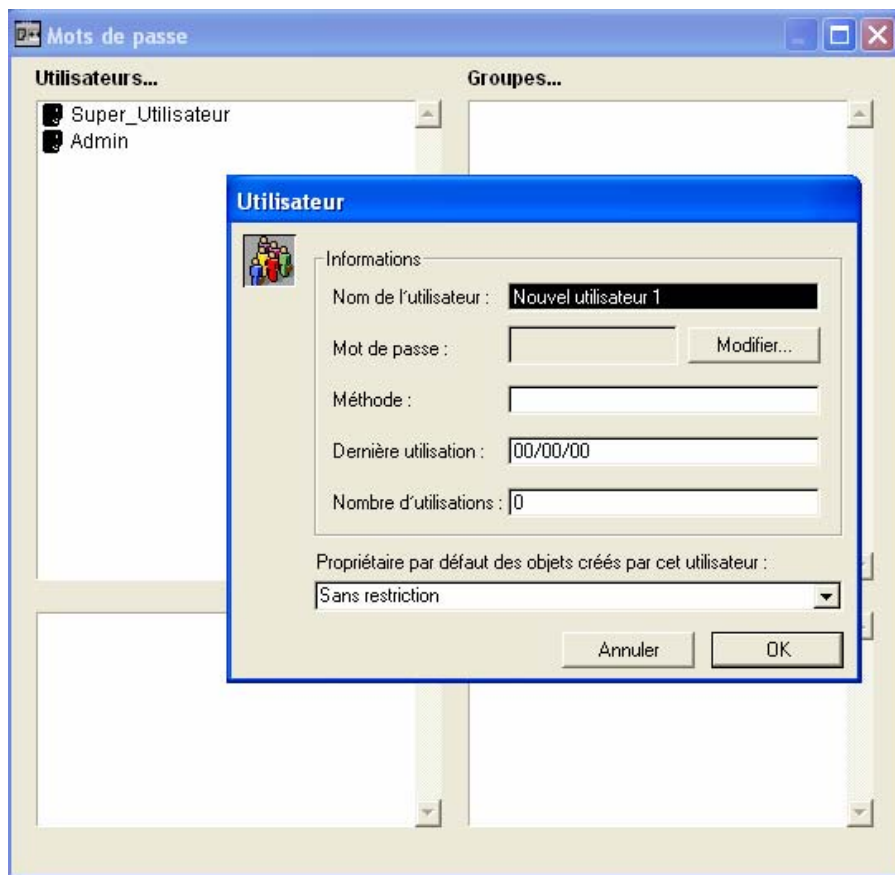 Mots de passe
Utilisateurs...
Groupes...
Super_Utilisateur
Admin
Utilisateur
Informations
Nom de l'utilisateur : Nouvel utilisateur 1
Mot de passe : Modifier...
Méthode :
Dernière utilisation : 00/00/00
Nombre d'utilisations : 0
Propriétaire par défaut des objets créés par cet utilisateur :
Sans restriction
Annuler OK